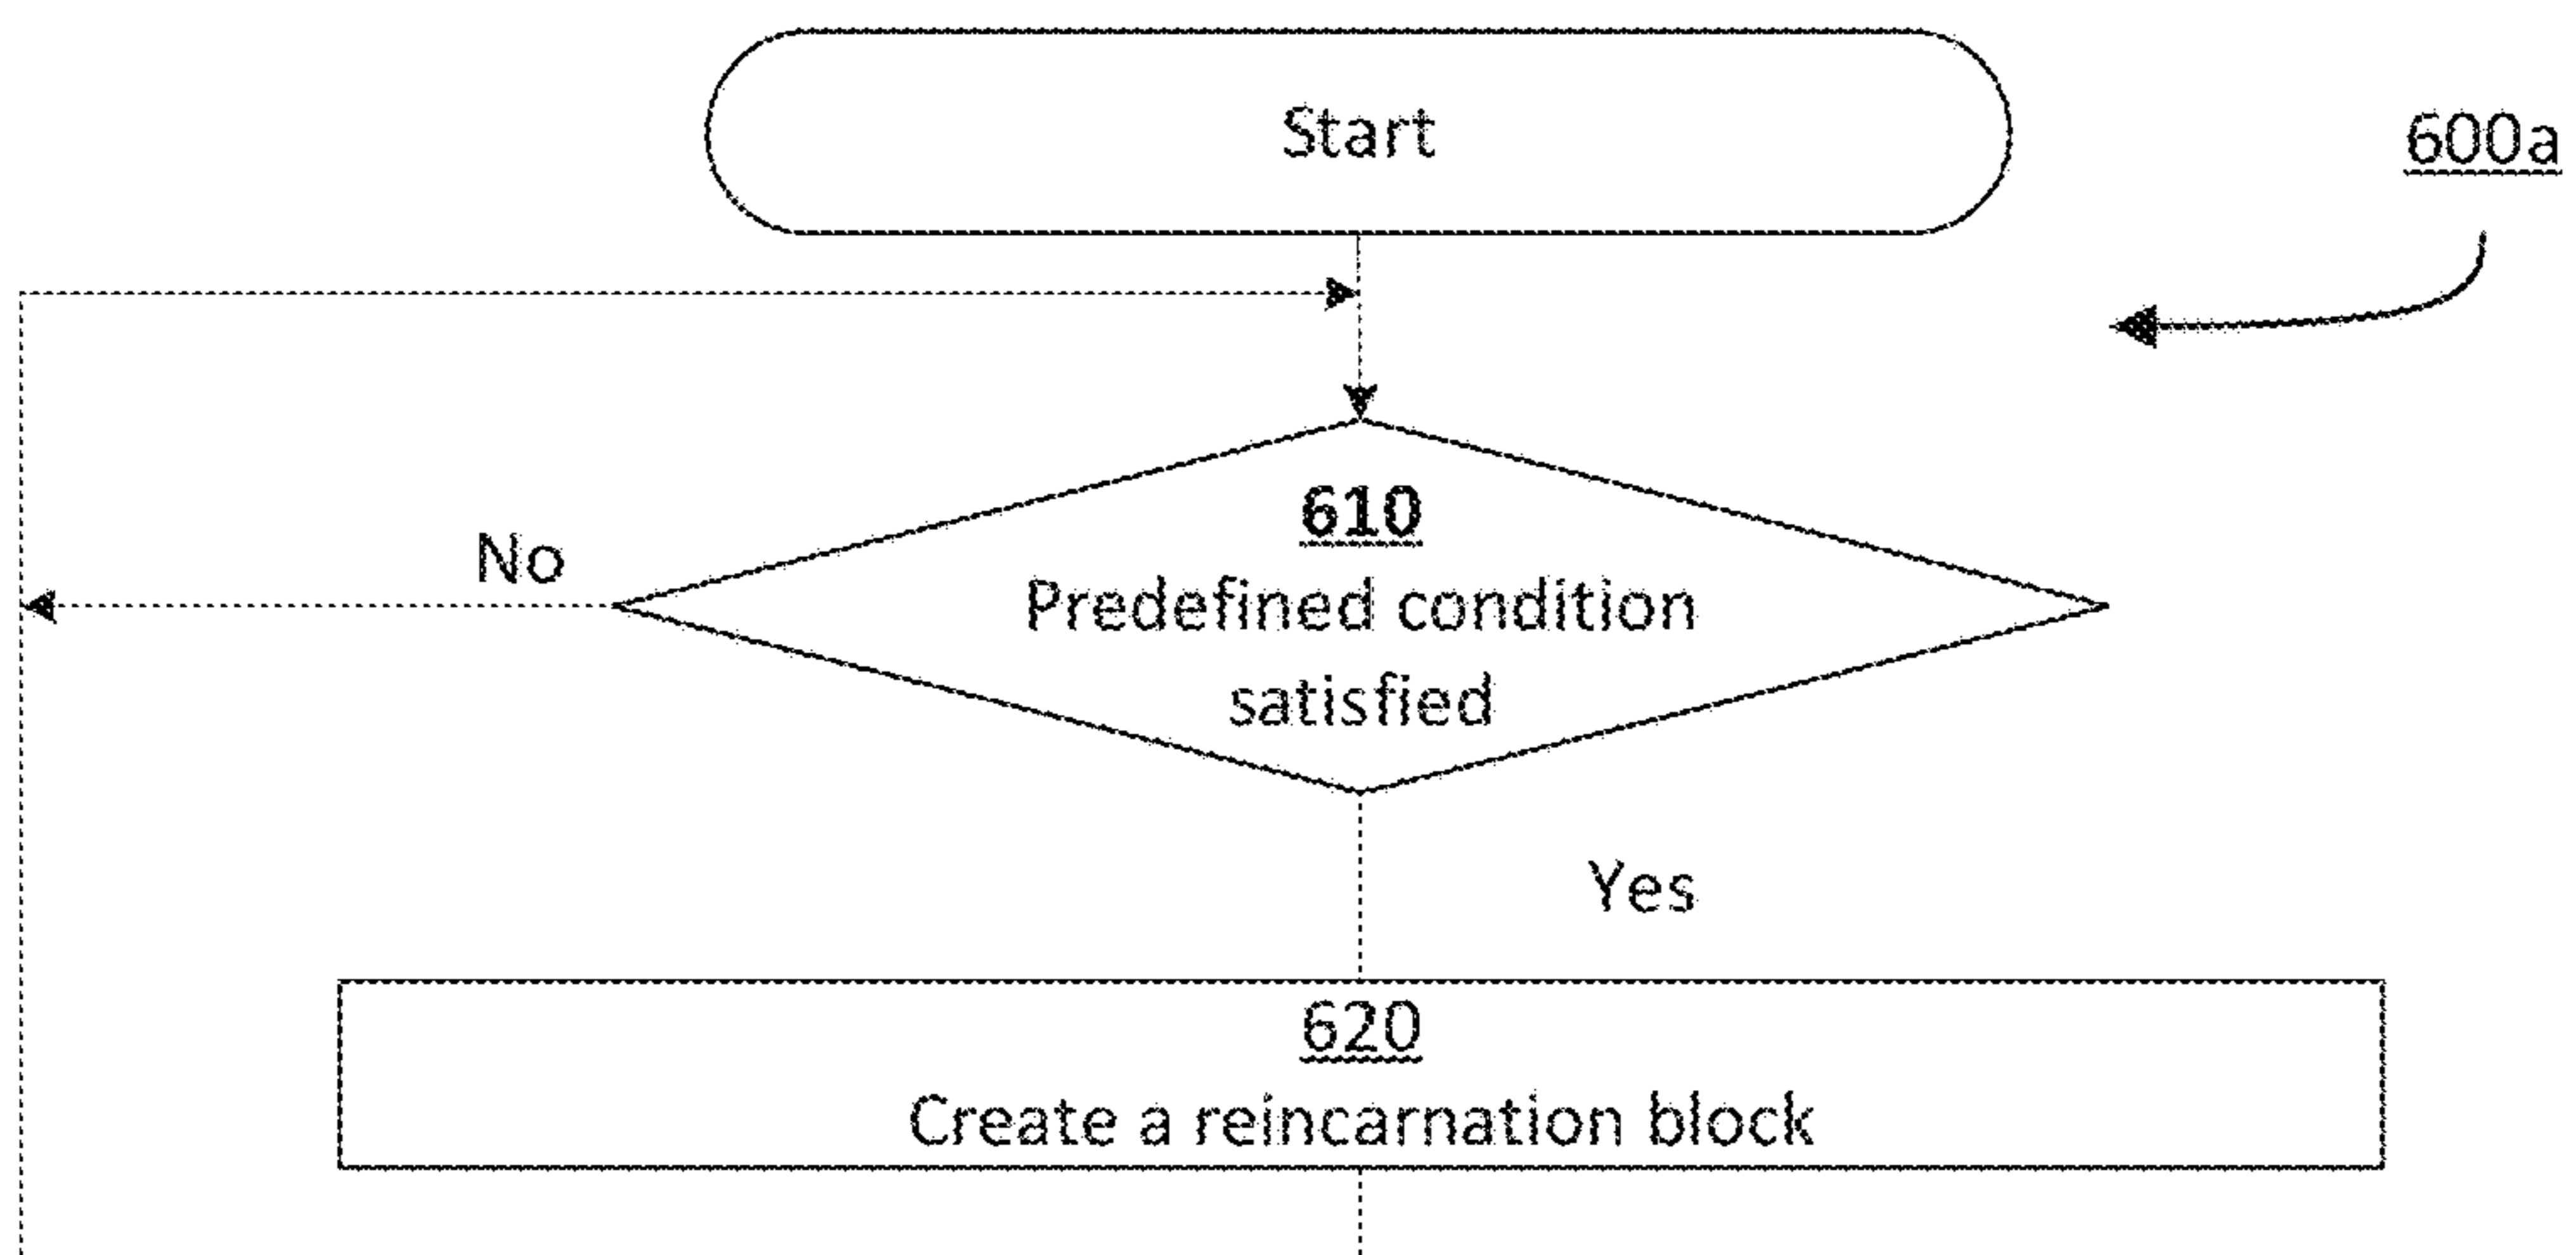 Start
600a
610
Predefined condition
satisfied
No
Yes
620
Create a reincarnation block